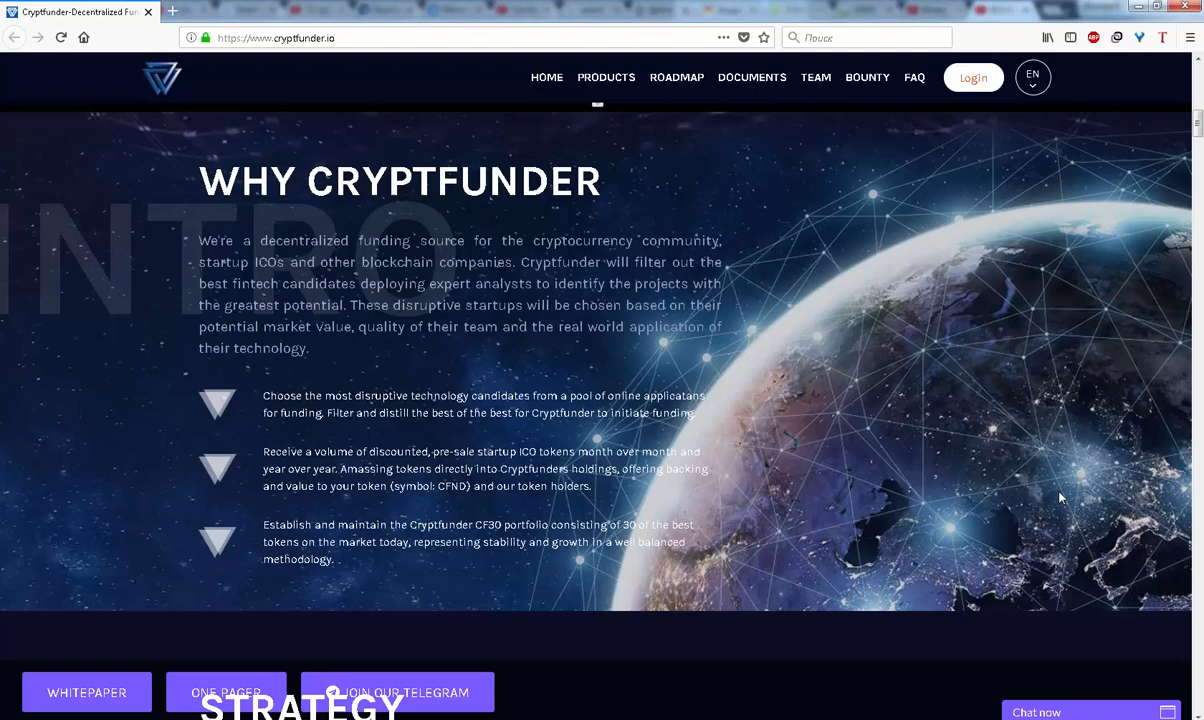 Cryptfunder-Decentralized Fun
https://www.cryptfunder.io
Поиск
HOME PRODUCTS ROADMAP DOCUMENTS TEAM BOUNTY FAQ Login EN
INTRO
WHY CRYPTFUNDER
We're a decentralized funding source for the cryptocurrency community,
startup ICOs and other blockchain companies. Cryptfunder will filter out the
best fintech candidates deploying expert analysts to identify the projects with
the greatest potential. These disruptive startups will be chosen based on their
potential market value, quality of their team and the real world application of
their technology.
Choose the most disruptive technology candidates from a pool of online applicatans
for funding. Filter and distill the best of the best for Cryptfunder to initiate funding.
Receive a volume of discounted, pre-sale startup ICO tokens month over month and
year over year. Amassing tokens directly into Cryptfunders holdings, offering backing
and value to your token (symbol: CFND) and our token holders.
Establish and maintain the Cryptfunder CF30 portfolio consisting of 30 of the best
tokens on the market today, representing stability and growth in a well balanced
methodology.
WHITEPAPER ONE PAGER JOIN OUR TELEGRAM
STRATEGY
Chat now